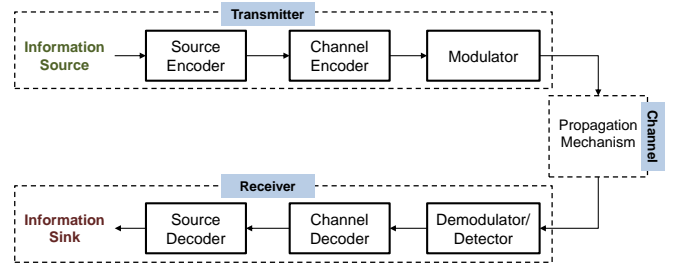 Transmitter
Information
Source
Source
Encoder
Channel
Encoder
Modulator
Propagation
Mechanism
Channel
Receiver
Information
Sink
Source
Decoder
Channel
Decoder
Demodulator/
Detector